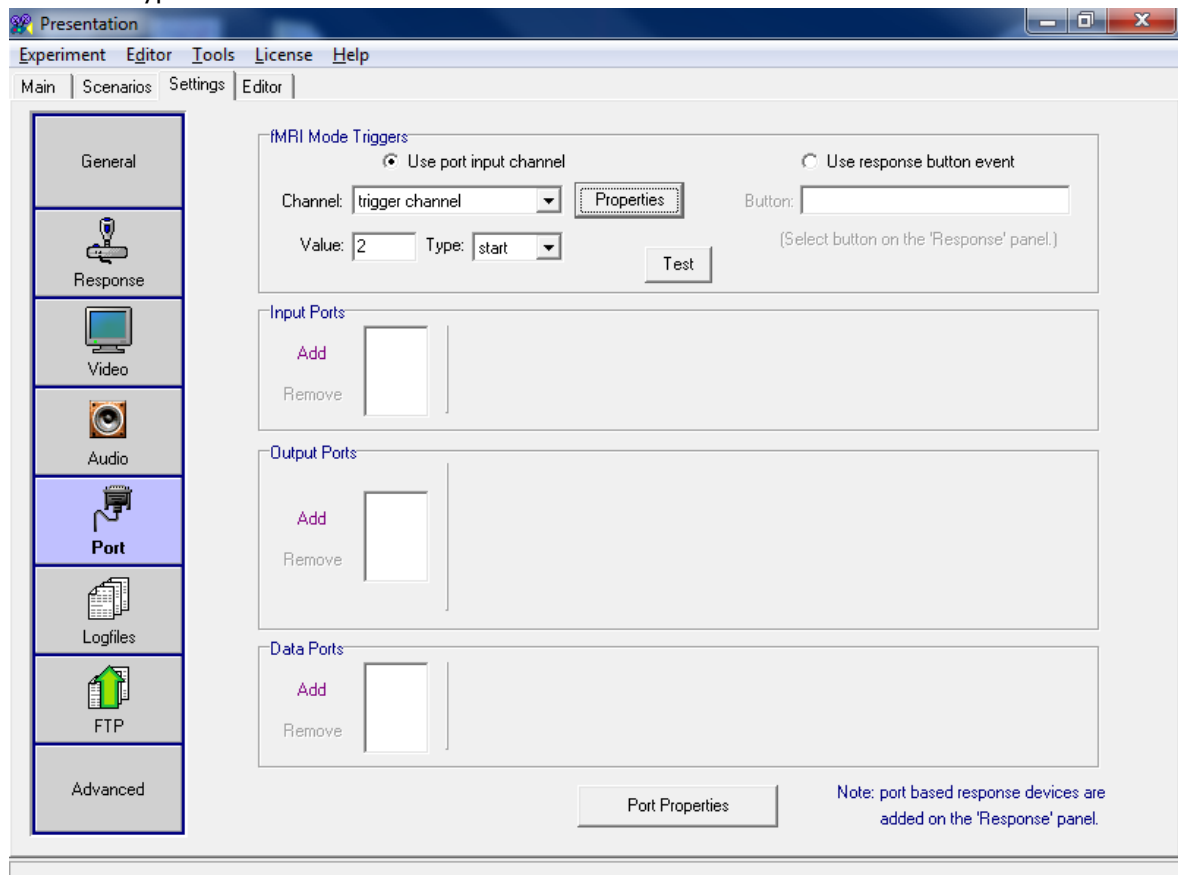 Presentation
Experiment Editor Tools License Help
Main Scenarios Settings Editor
General
Response
Video
Audio
Port
Logfiles
FTP
Advanced
fMRI Mode Triggers
Use port input channel
Use response button event
Channel: trigger channel Properties Button:
Value: 2 Type: start
(Select button on the 'Response' panel.)
Test
Input Ports
Add
Remove
Output Ports
Add
Remove
Data Ports
Add
Remove
Port Properties
Note: port based response devices are
added on the 'Response' panel.